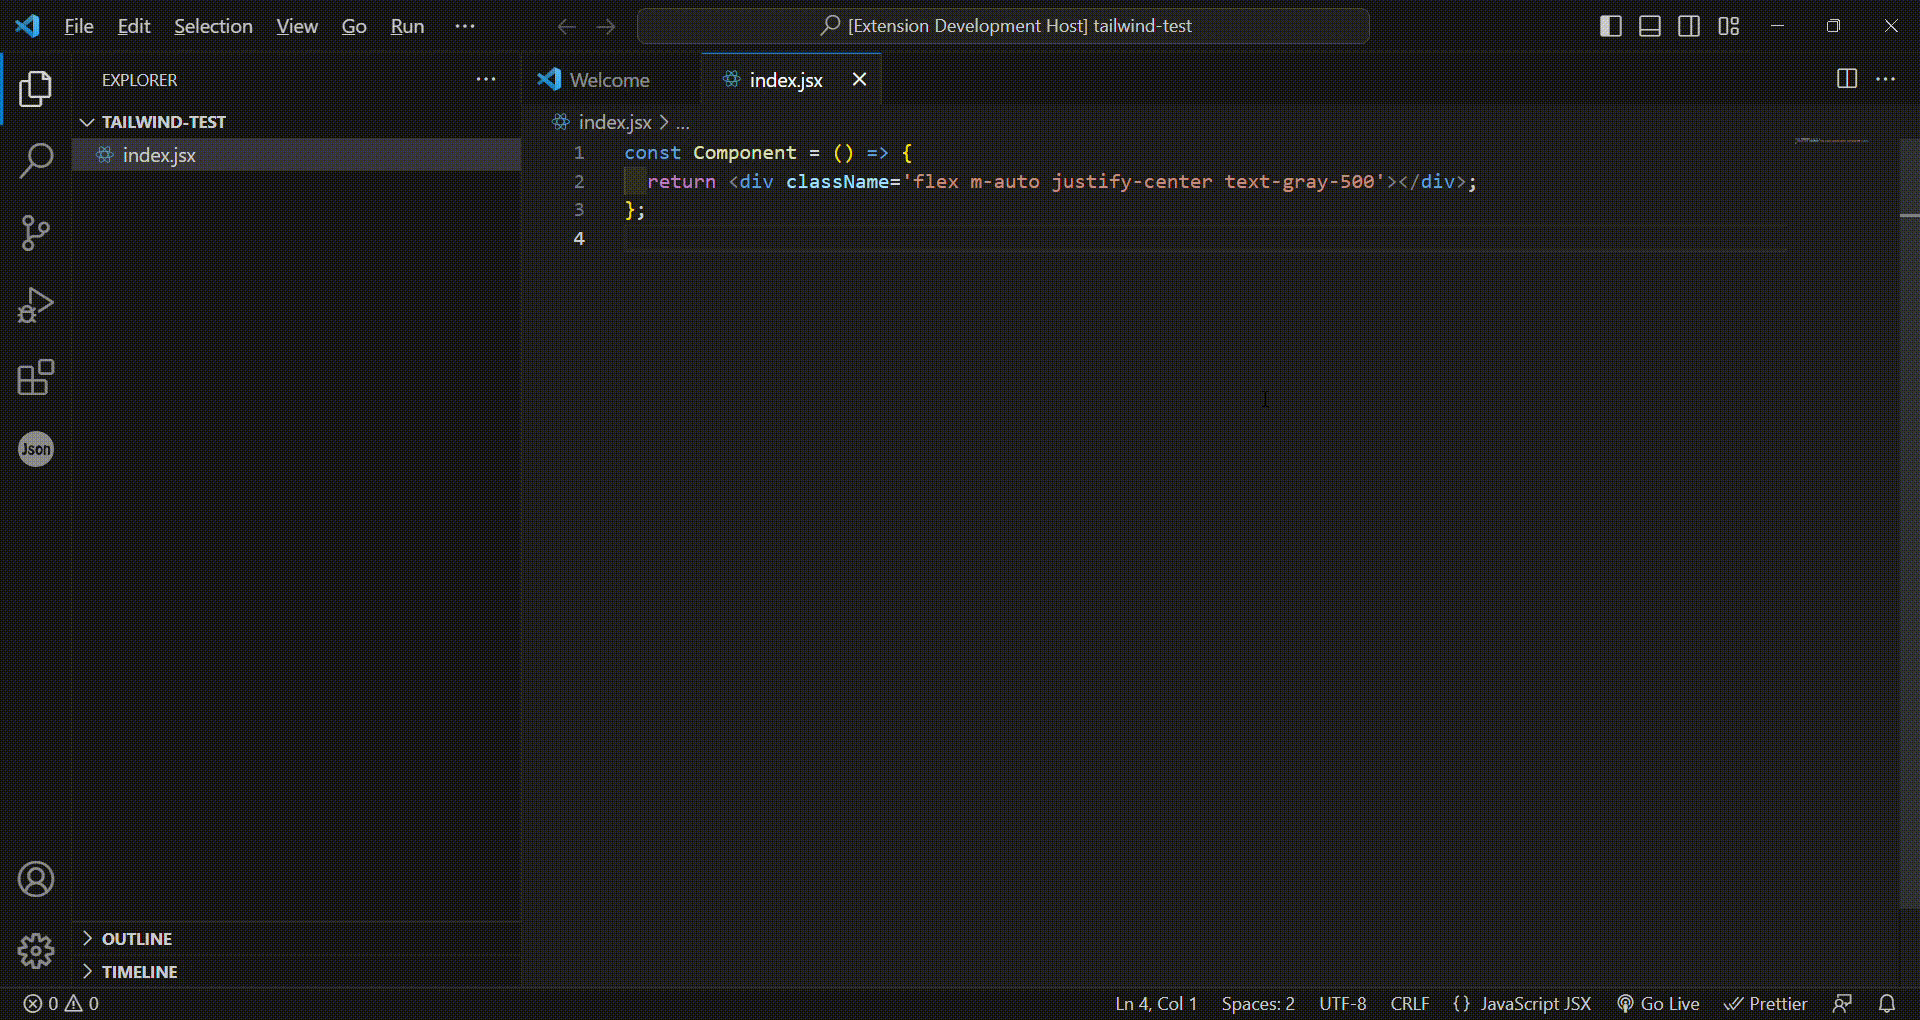 File Edit Selection View Go Run ···
[Extension Development Host] tailwind-test
EXPLORER
TAILWIND-TEST
index.jsx
Json
OUTLINE
TIMELINE
Welcome
index.jsx
index.jsx > ...
1 const Component = () => {
2 return <div className='flex m-auto justify-center text-gray-500'></div>;
3 };
4
0 0
Ln 4, Col 1 Spaces: 2 UTF-8 CRLF {} JavaScript JSX Go Live Prettier